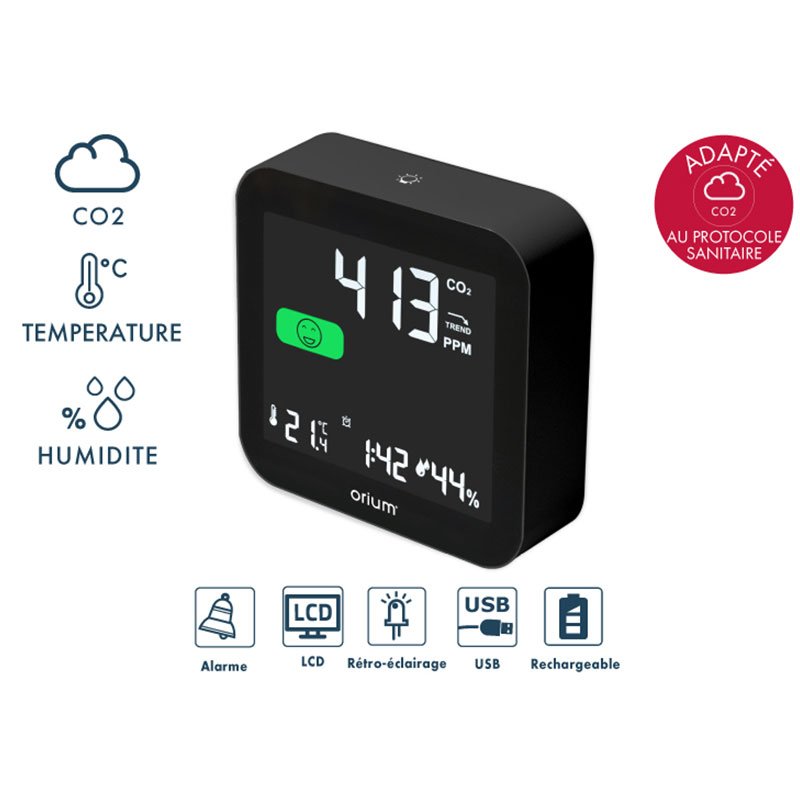 CO2
°C
TEMPERATURE
%
HUMIDITE
413
CO2
TREND
PPM
21.4 °C
1:42
44%
orium
ADAPTÉ
CO2
AU PROTOCOLE
SANITAIRE
LCD
USB
Alarme
LCD
Rétro-éclairage
USB
Rechargeable